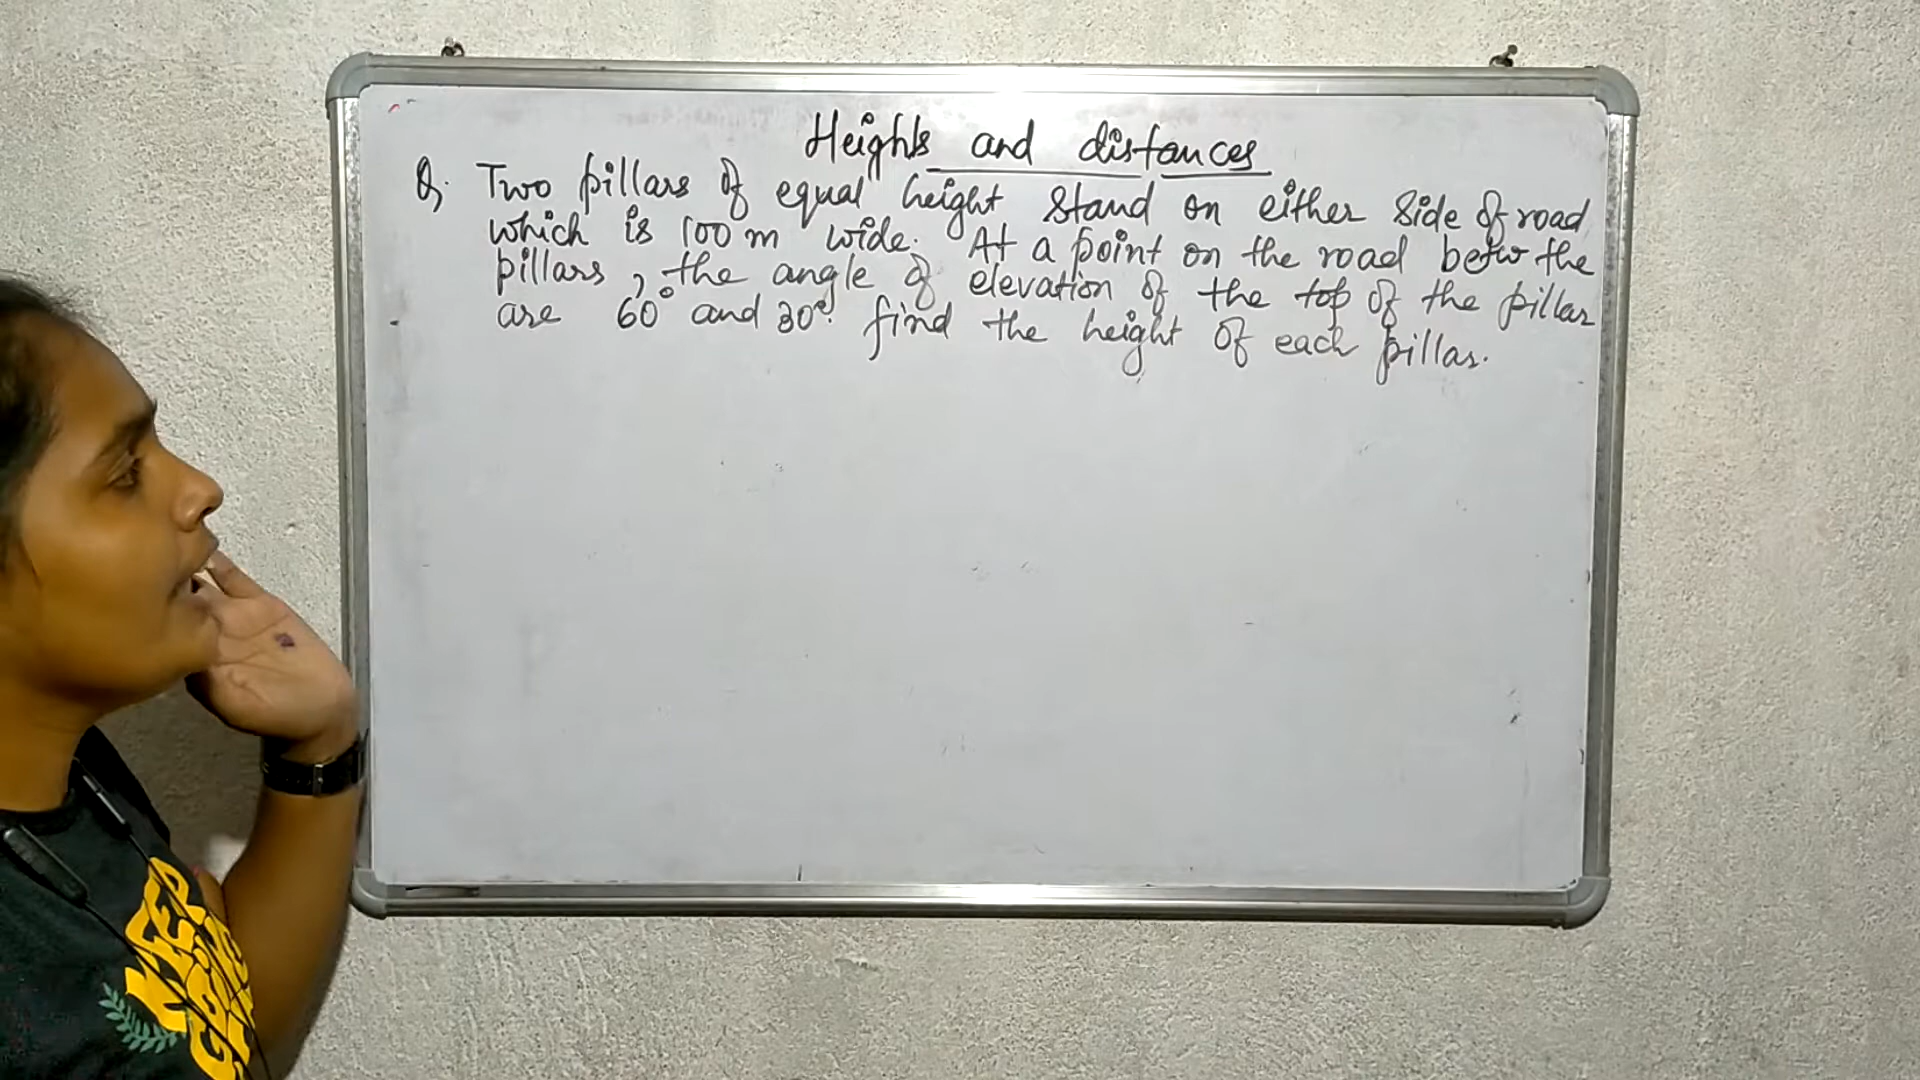 Heights and distances
Q. Two pillars of equal height stand on either side of road
which is 100 m wide. At a point on the road betw the
pillars, the angle of elevation of the top of the pillar
are 60° and 30°. find the height of each pillar.